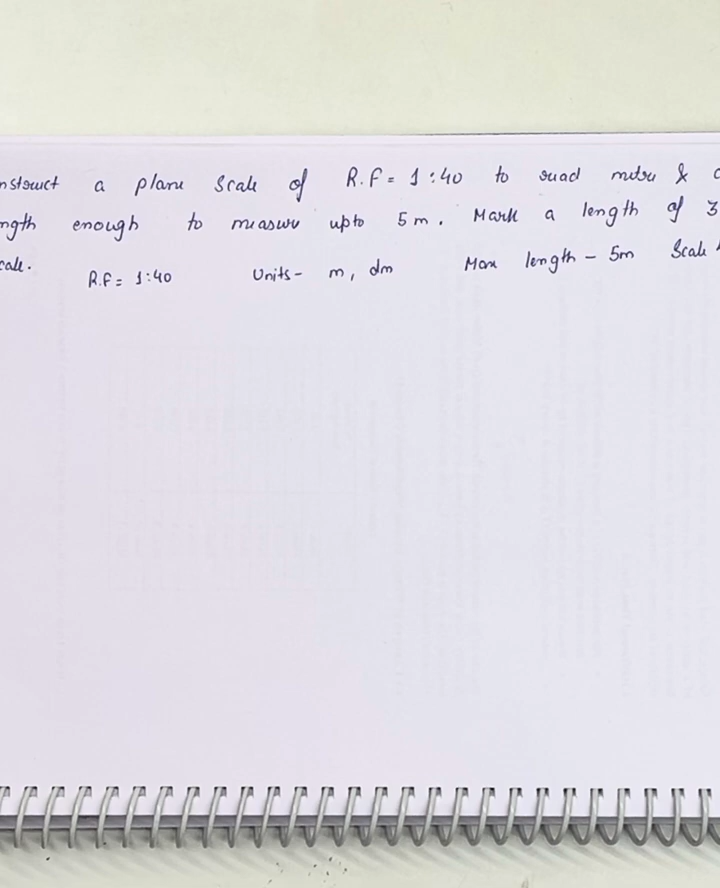 nstruct a plane scale of R.F = 1:40 to read metre &
ngth enough to measure upto 5m. Mark a length of 3
cale.
R.F = 1:40 Units- m, dm Max length - 5m Scale